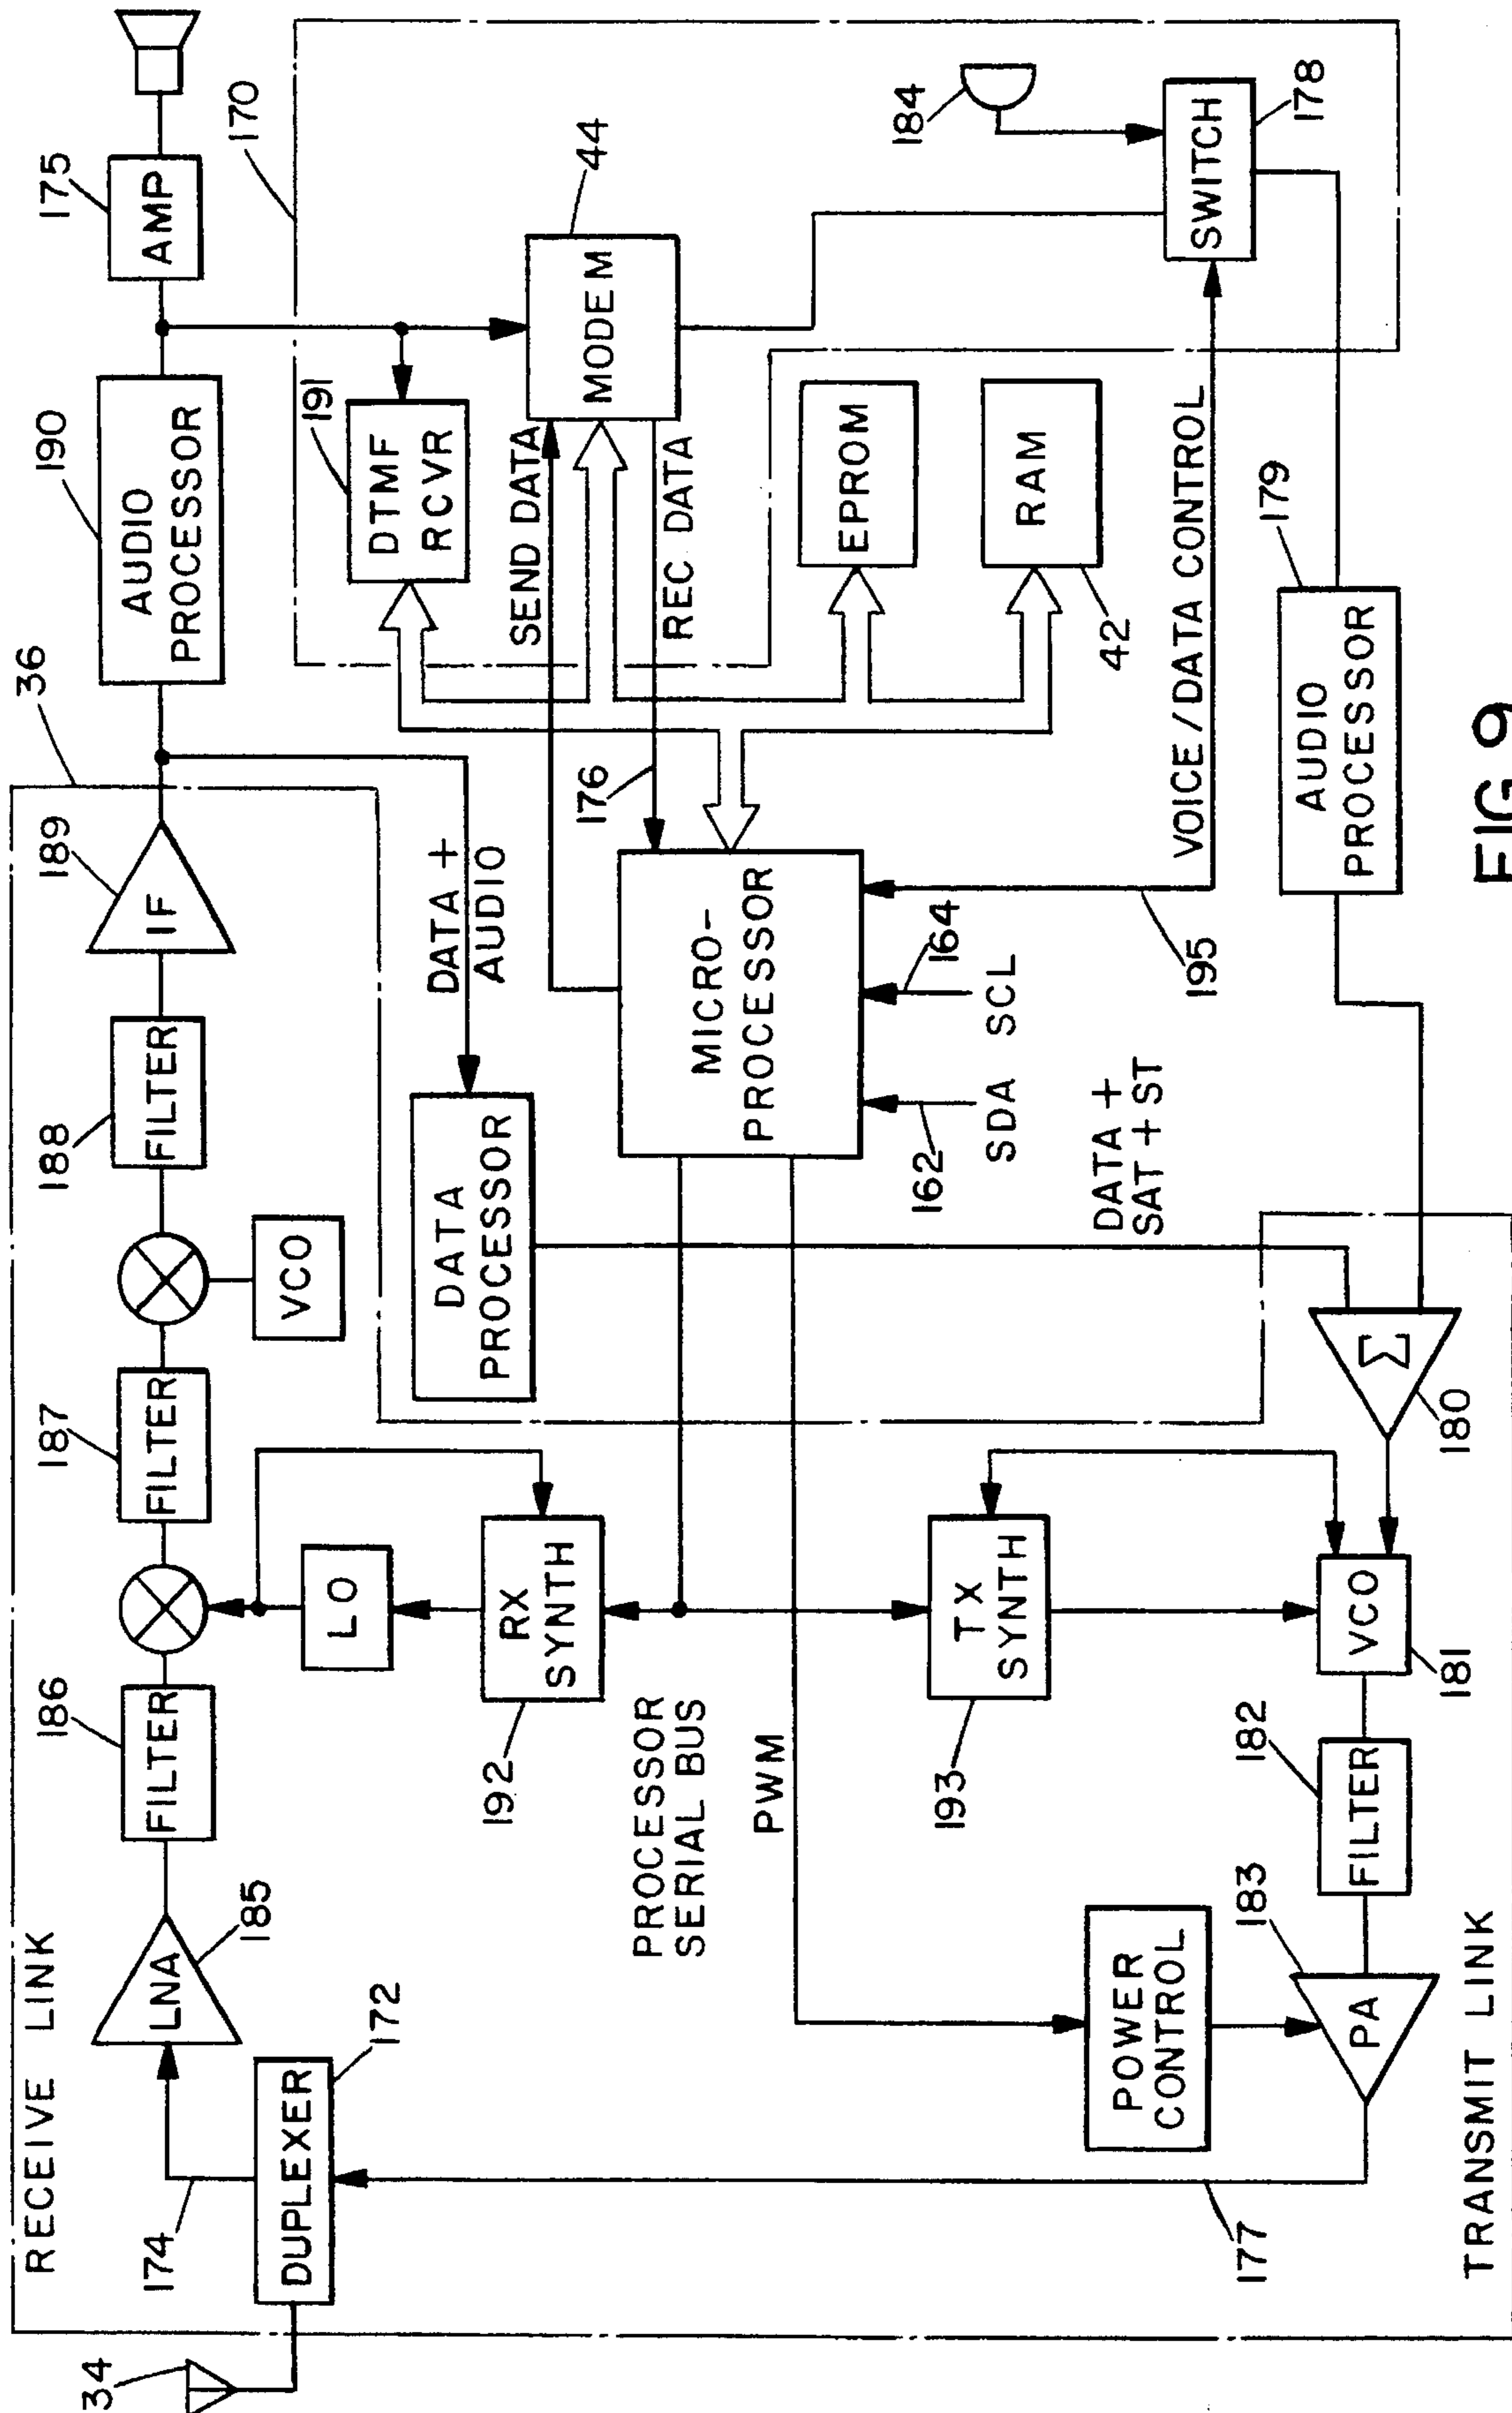 RECEIVE LINK
34
174
DUPLEXER
172
LNA
185
FILTER
186
FILTER
187
VCO
FILTER
188
IF
189
36
AUDIO
PROCESSOR
190
AMP
175
170
LO
RX
SYNTH
192
DATA
PROCESSOR
DATA +
AUDIO
DTMF
RCVR
191
MODEM
44
SEND DATA
REC DATA
176
EPROM
RAM
42
184
SWITCH
178
PROCESSOR
SERIAL BUS
PWM
MICRO-
PROCESSOR
162
SDA
SCL
164
195
VOICE/DATA CONTROL
DATA +
SAT + ST
TX
SYNTH
193
POWER
CONTROL
177
PA
183
FILTER
182
VCO
181
Σ
180
AUDIO
PROCESSOR
179
TRANSMIT LINK
FIG 9